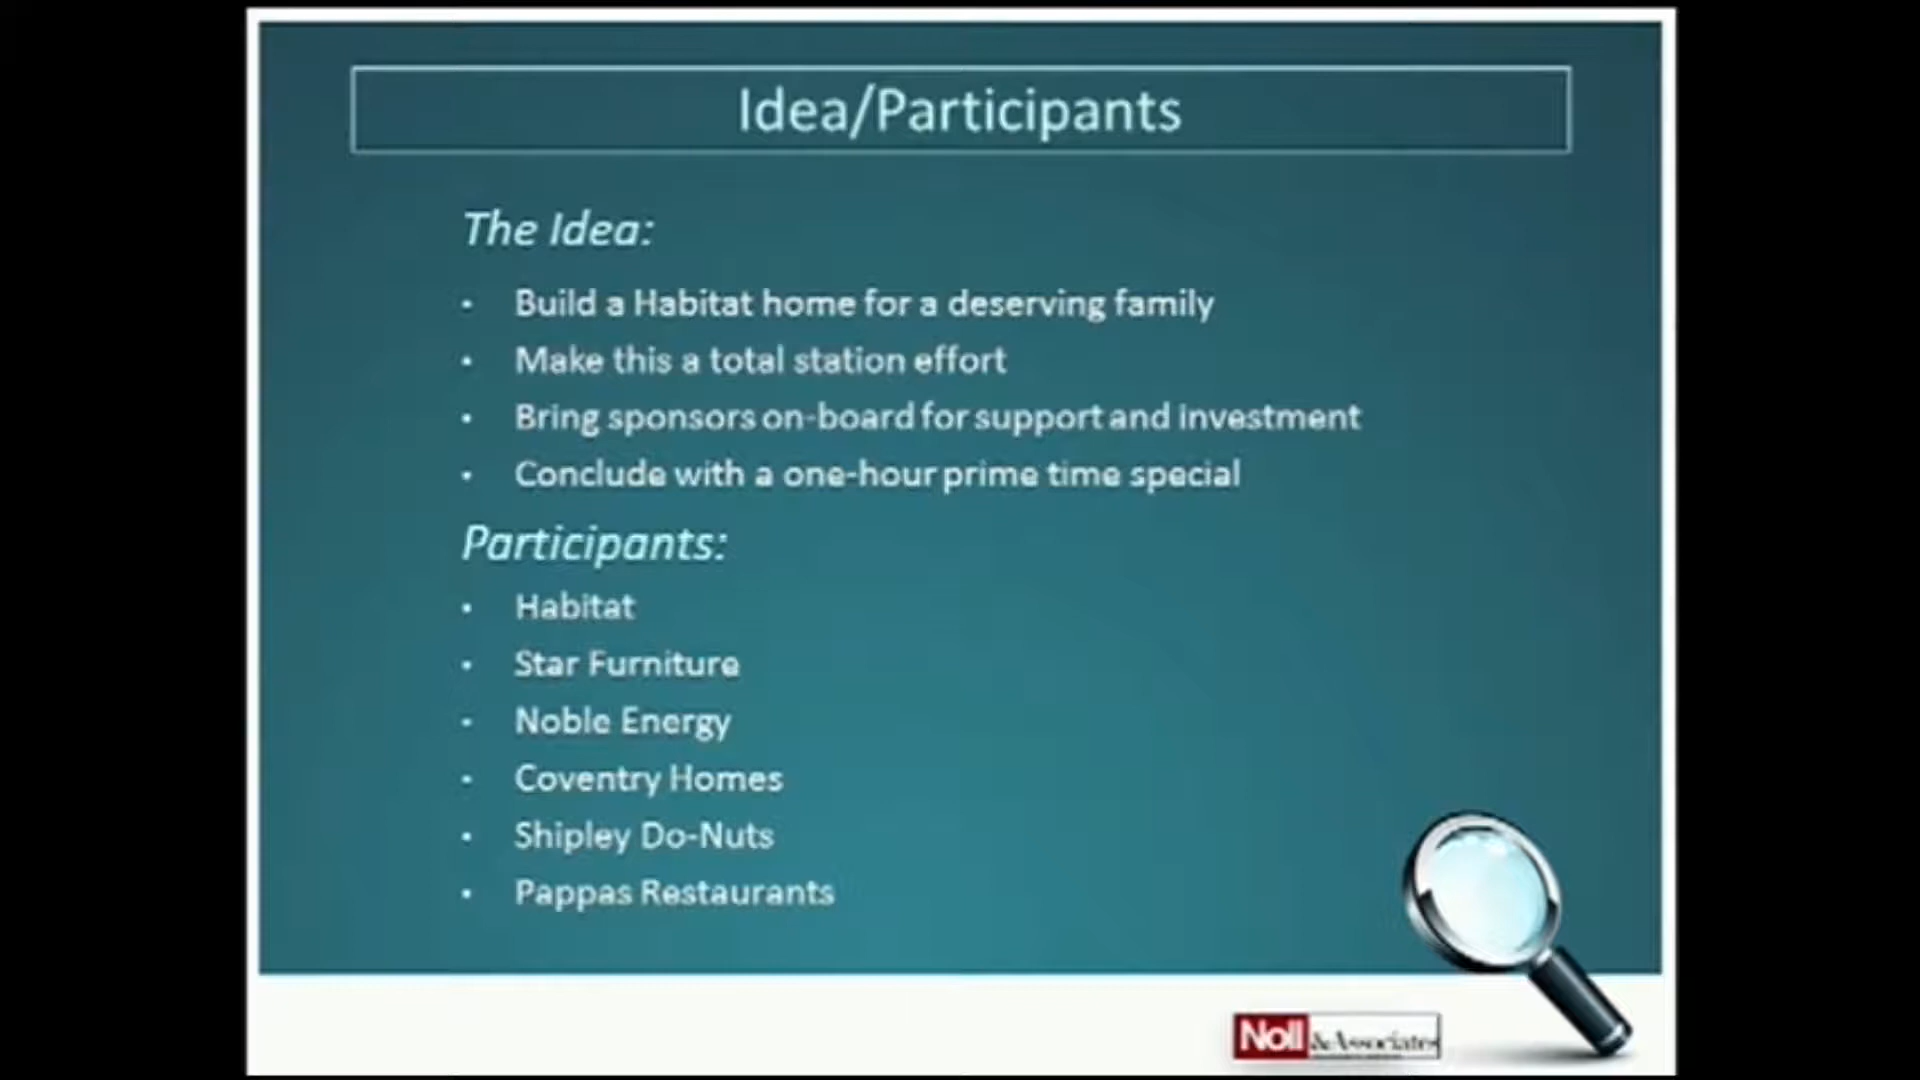 Idea/Participants
The Idea:
• Build a Habitat home for a deserving family
• Make this a total station effort
• Bring sponsors on-board for support and investment
• Conclude with a one-hour prime time special
Participants:
• Habitat
• Star Furniture
• Noble Energy
• Coventry Homes
• Shipley Do-Nuts
• Pappas Restaurants
Noll &Associates